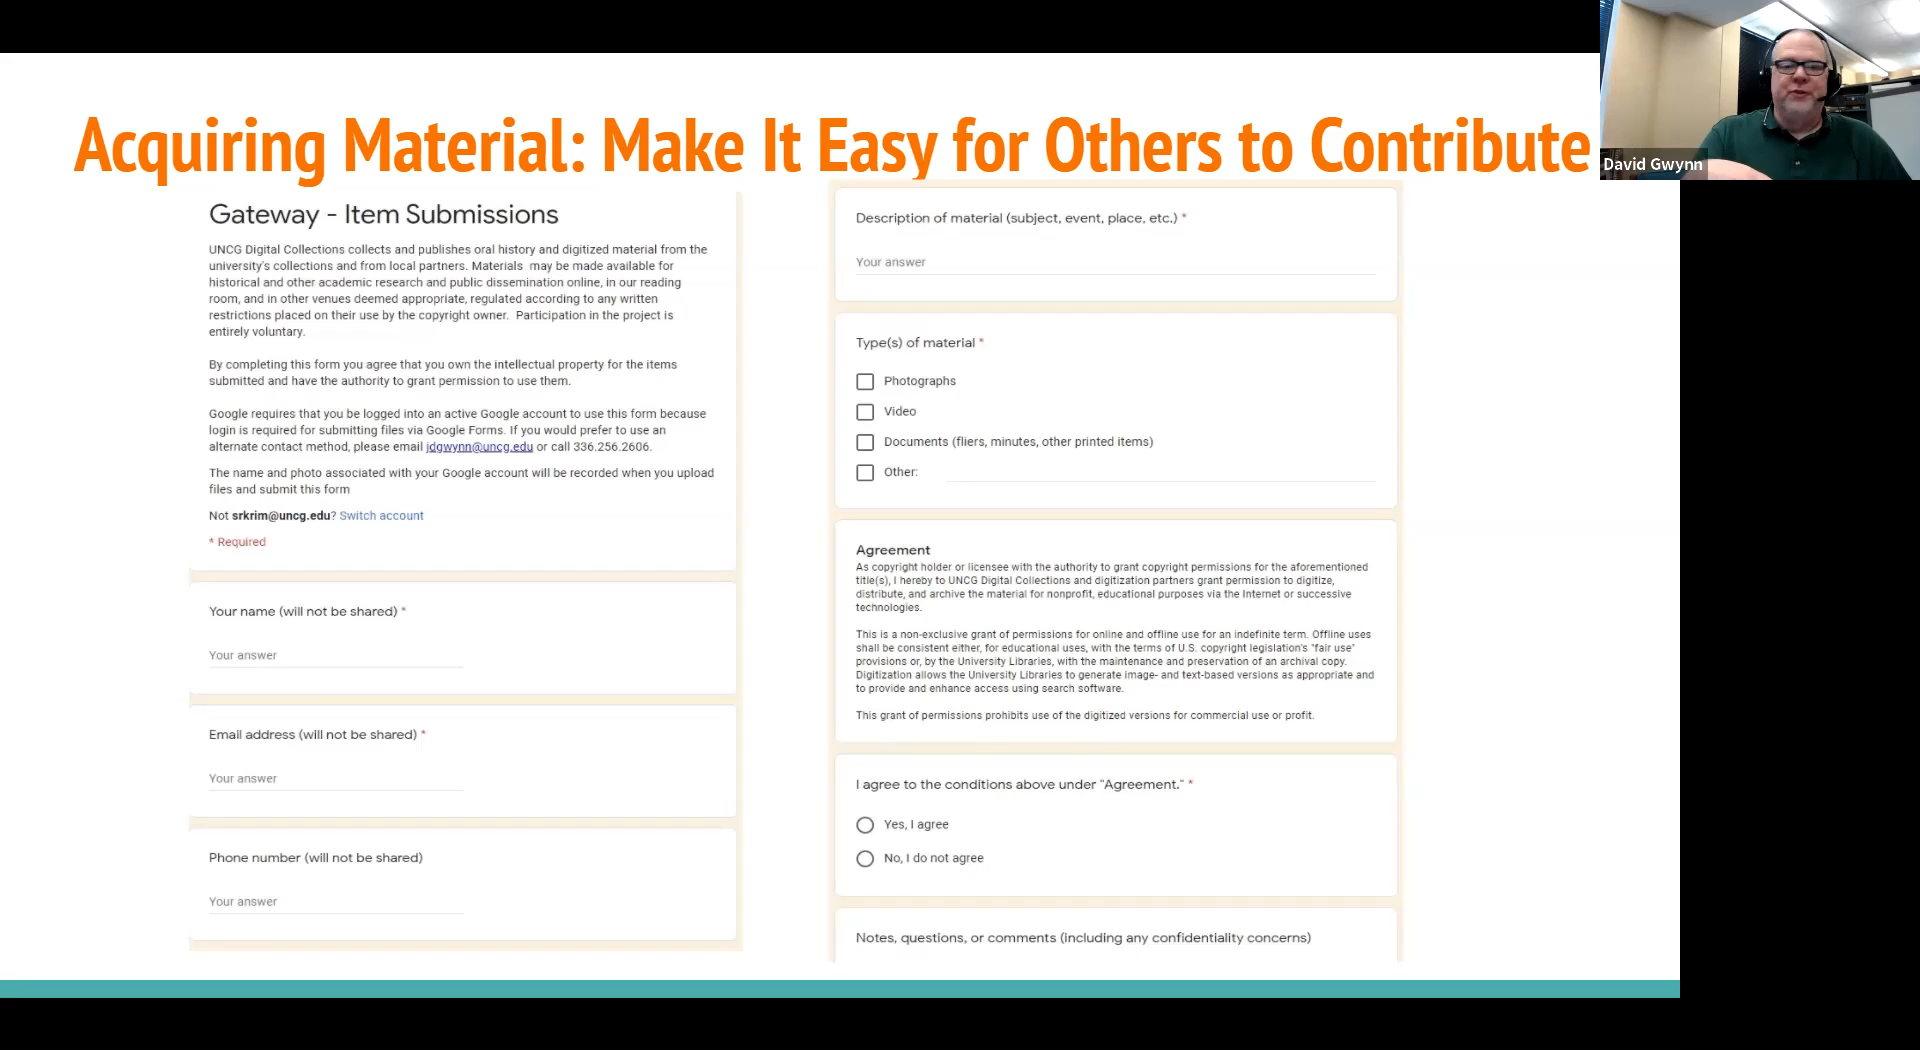 Acquiring Material: Make It Easy for Others to Contribute
David Gwynn
Gateway - Item Submissions
UNCG Digital Collections collects and publishes oral history and digitized material from the
university's collections and from local partners. Materials  may be made available for
historical and other academic research and public dissemination online, in our reading
room, and in other venues deemed appropriate, regulated according to any written
restrictions placed on their use by the copyright owner.  Participation in the project is
entirely voluntary.
By completing this form you agree that you own the intellectual property for the items
submitted and have the authority to grant permission to use them.
Google requires that you be logged into an active Google account to use this form because
login is required for submitting files via Google Forms. If you would prefer to use an
alternate contact method, please email jdgwynn@uncg.edu or call 336.256.2606.
The name and photo associated with your Google account will be recorded when you upload
files and submit this form
Not srkrim@uncg.edu? Switch account
* Required
Your name (will not be shared) *
Your answer
Email address (will not be shared) *
Your answer
Phone number (will not be shared)
Your answer
Description of material (subject, event, place, etc.) *
Your answer
Type(s) of material *
Photographs
Video
Documents (fliers, minutes, other printed items)
Other:
Agreement
As copyright holder or licensee with the authority to grant copyright permissions for the aforementioned
title(s), I hereby to UNCG Digital Collections and digitization partners grant permission to digitize,
distribute, and archive the material for nonprofit, educational purposes via the Internet or successive
technologies.
This is a non-exclusive grant of permissions for online and offline use for an indefinite term. Offline uses
shall be consistent either, for educational uses, with the terms of U.S. copyright legislation's "fair use"
provisions or, by the University Libraries, with the maintenance and preservation of an archival copy.
Digitization allows the University Libraries to generate image- and text-based versions as appropriate and
to provide and enhance access using search software.
This grant of permissions prohibits use of the digitized versions for commercial use or profit.
I agree to the conditions above under "Agreement." *
Yes, I agree
No, I do not agree
Notes, questions, or comments (including any confidentiality concerns)